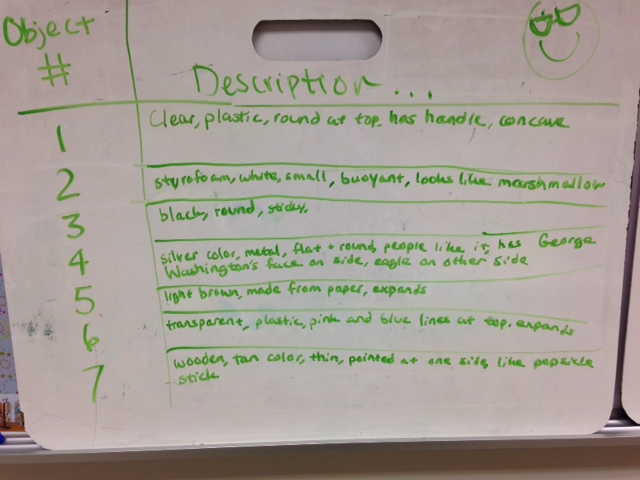 Object
#
Description...
1
Clear, plastic, round at top, has handle, concave
2
styrofoam, white, small, buoyant, looks like marshmallow
3
black, round, sticky.
4
silver color, metal, flat + round, people like it, has George
Washington's face on side, eagle on other side
5
light brown, made from paper, expands
6
transparent, plastic, pink and blue lines at top. expands
7
wooden, tan color, thin, pointed at one side, like popsicle
stick